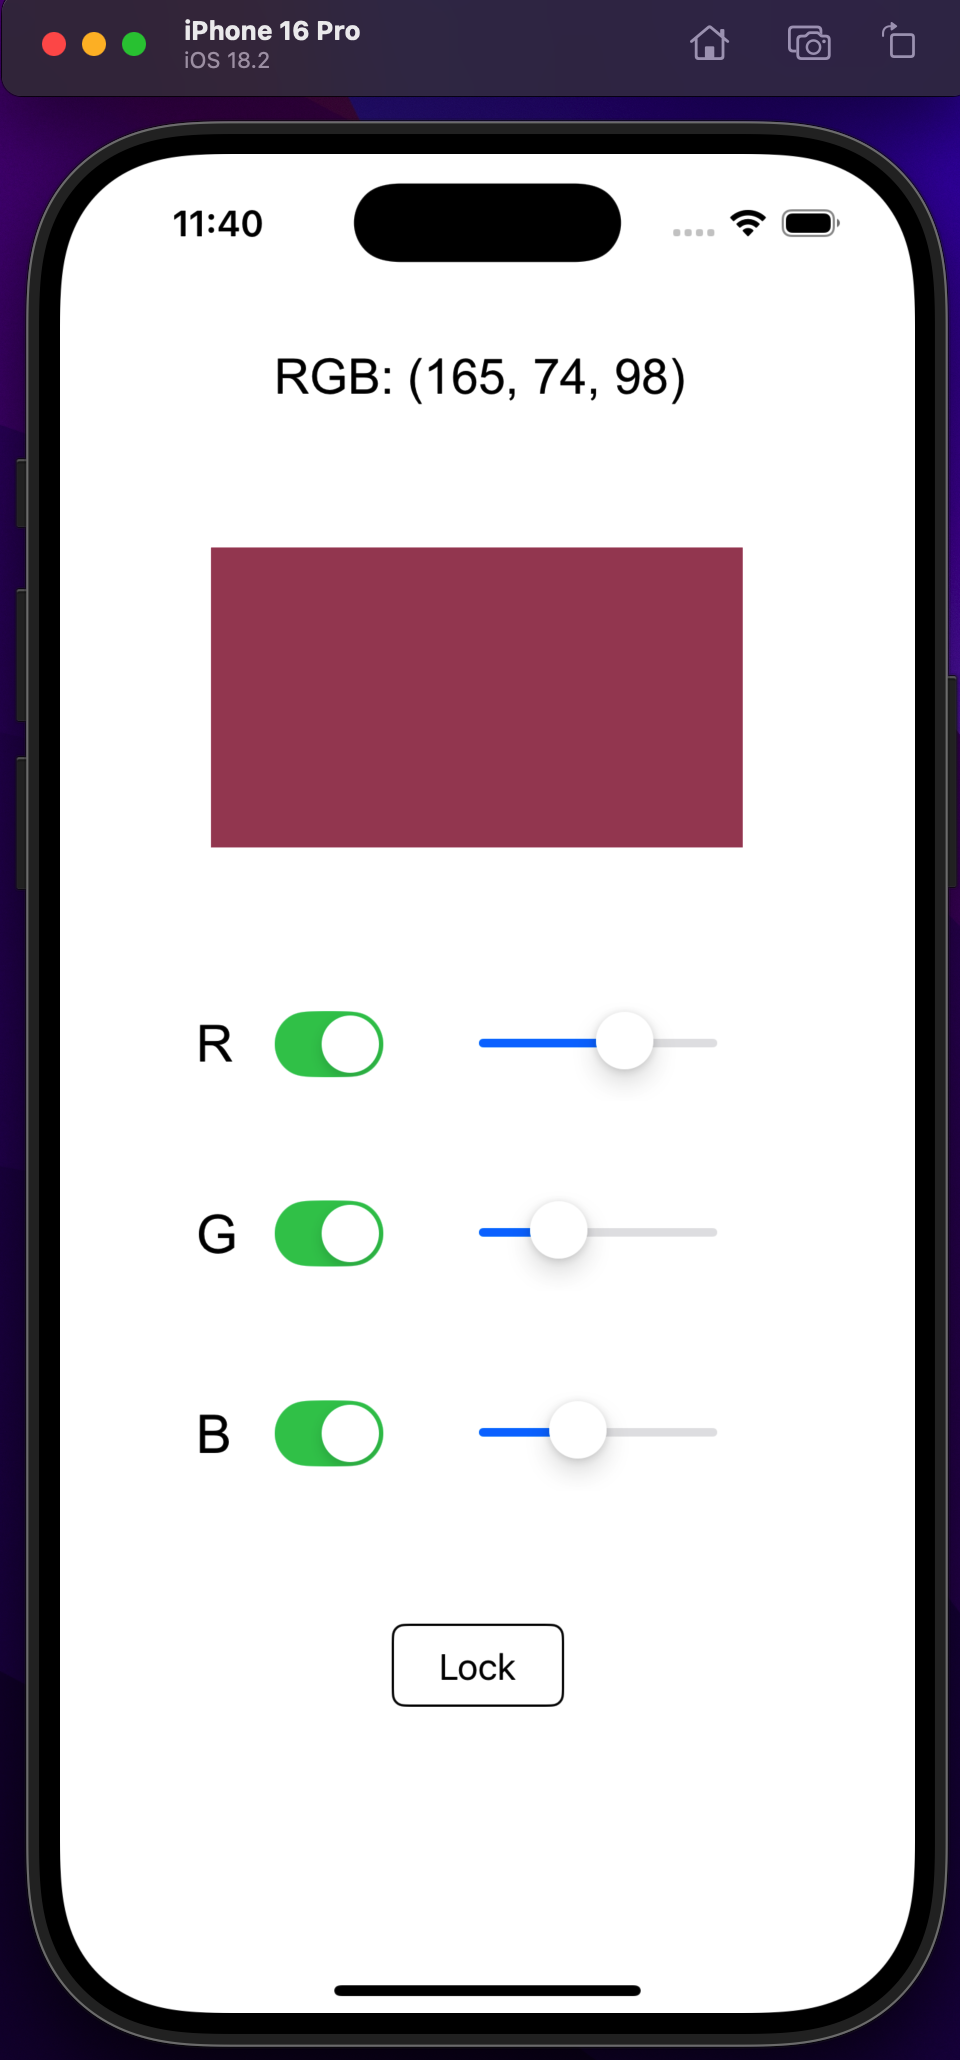 iPhone 16 Pro
iOS 18.2
11:40
RGB: (165, 74, 98)
R
G
B
Lock